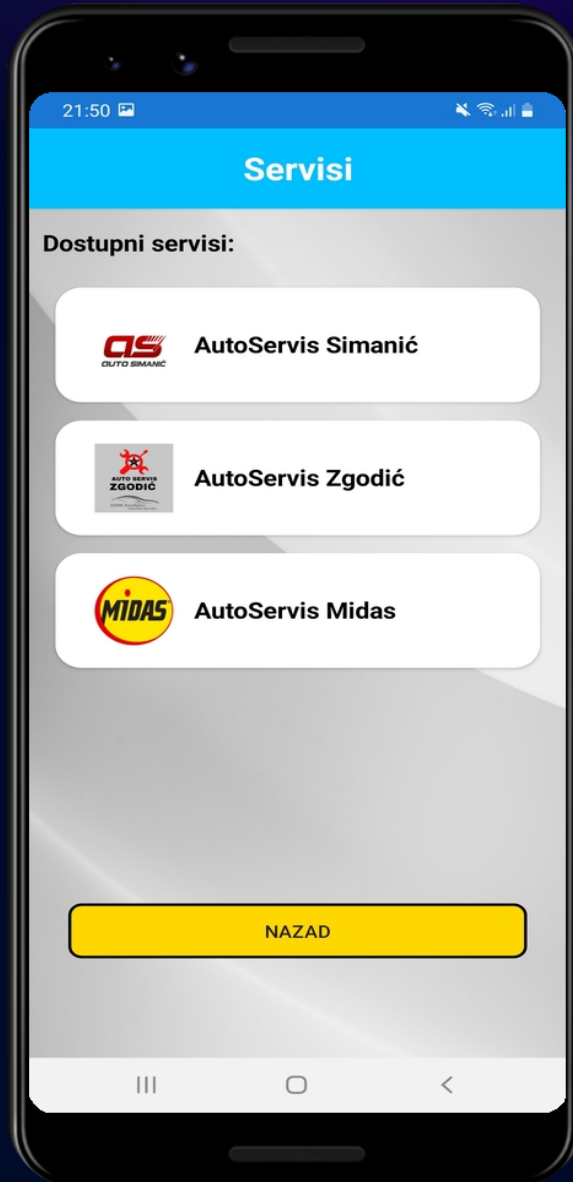 21:50
Servisi
Dostupni servisi:
as
AUTO SIMANIĆ
AutoServis Simanić
AUTO SERVIS
ZGODIĆ
AutoServis Zgodić
MIDAS
AutoServis Midas
NAZAD